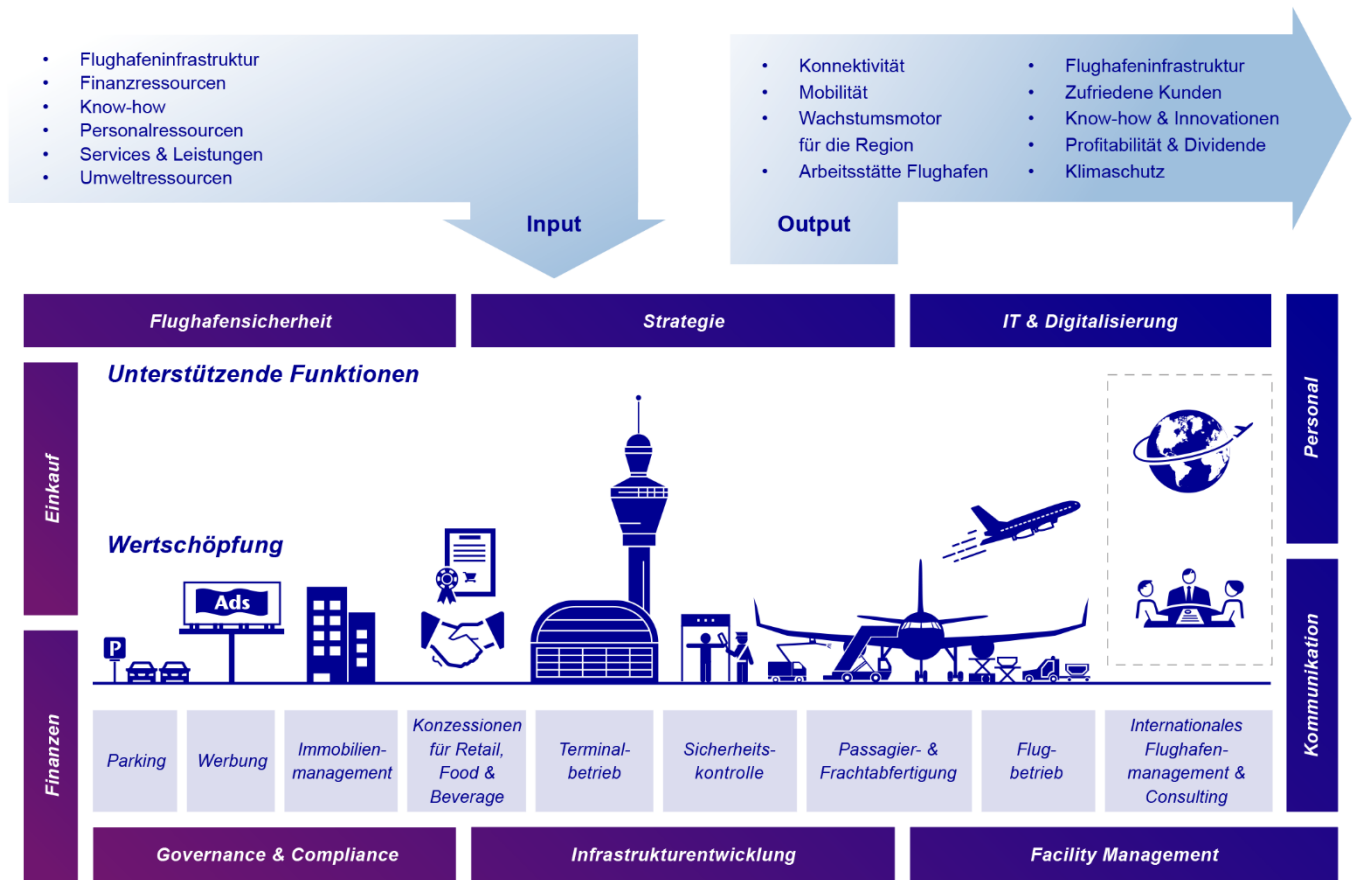 • Flughafeninfrastruktur
• Finanzressourcen
• Know-how
• Personalressourcen
• Services & Leistungen
• Umweltressourcen
Input
• Konnektivität
• Mobilität
• Wachstumsmotor
für die Region
• Arbeitsstätte Flughafen
• Flughafeninfrastruktur
• Zufriedene Kunden
• Know-how & Innovationen
• Profitabilität & Dividende
• Klimaschutz
Output
Flughafensicherheit
Strategie
IT & Digitalisierung
Personal
Kommunikation
Einkauf
Finanzen
Unterstützende Funktionen
Wertschöpfung
P
Ads
Parking
Werbung
Immobilien-
management
Konzessionen
für Retail,
Food &
Beverage
Terminal-
betrieb
Sicherheits-
kontrolle
Passagier- &
Frachtabfertigung
Flug-
betrieb
Internationales
Flughafen-
management &
Consulting
Governance & Compliance
Infrastrukturentwicklung
Facility Management